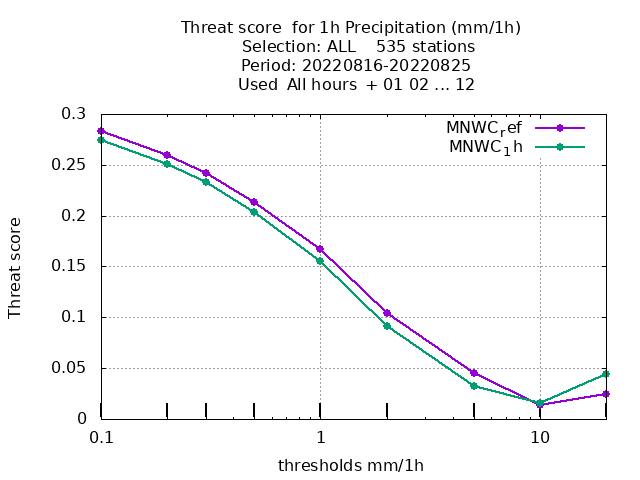 Threat score  for 1h Precipitation (mm/1h)
Selection: ALL    535 stations
Period: 20220816-20220825
Used  All hours  + 01 02 ... 12
MNWC_ref
MNWC_1h
0.3
0.25
0.2
0.15
0.1
0.05
0
Threat score
0.1 1 10
thresholds mm/1h